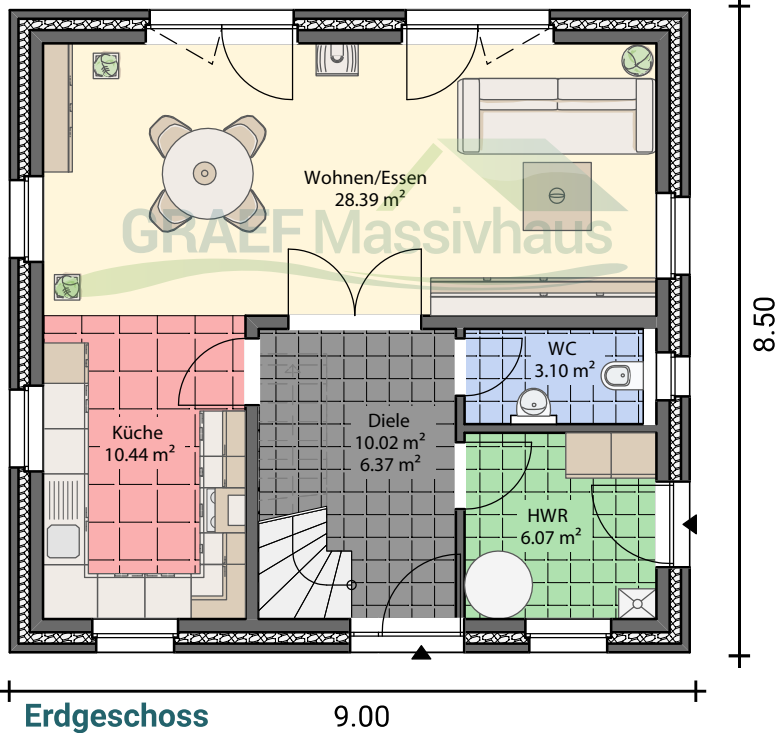 Wohnen/Essen
28.39 m²
GRAEF Massivhaus
8.50
WC
3.10 m²
Diele
10.02 m²
6.37 m²
Küche
10.44 m²
HWR
6.07 m²
Erdgeschoss
9.00